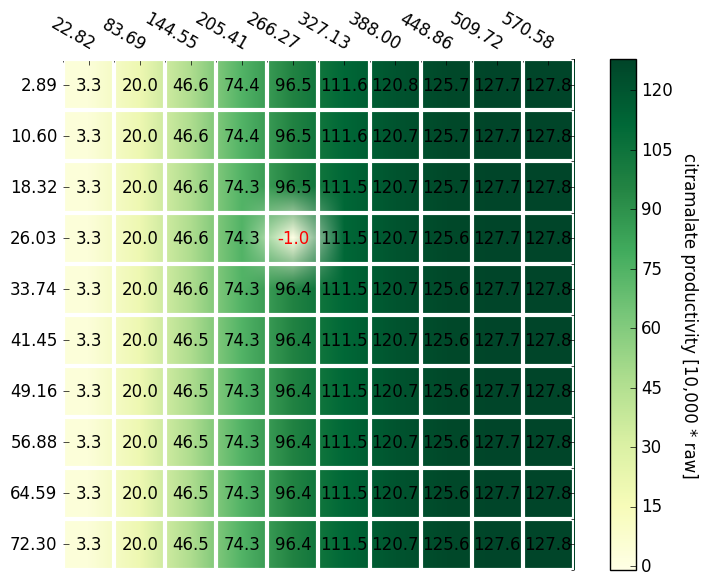 22.82 83.69 144.55 205.41 266.27 327.13 388.00 448.86 509.72 570.58
2.89 3.3 20.0 46.6 74.4 96.5 111.6 120.8 125.7 127.7 127.8
10.60 3.3 20.0 46.6 74.4 96.5 111.6 120.7 125.7 127.7 127.8
18.32 3.3 20.0 46.6 74.3 96.5 111.5 120.7 125.7 127.7 127.8
26.03 3.3 20.0 46.6 74.3 -1.0 111.5 120.7 125.6 127.7 127.8
33.74 3.3 20.0 46.6 74.3 96.4 111.5 120.7 125.6 127.7 127.8
41.45 3.3 20.0 46.5 74.3 96.4 111.5 120.7 125.6 127.7 127.8
49.16 3.3 20.0 46.5 74.3 96.4 111.5 120.7 125.6 127.7 127.8
56.88 3.3 20.0 46.5 74.3 96.4 111.5 120.7 125.6 127.7 127.8
64.59 3.3 20.0 46.5 74.3 96.4 111.5 120.7 125.6 127.7 127.8
72.30 3.3 20.0 46.5 74.3 96.4 111.5 120.7 125.6 127.6 127.8
120
105
90
75
60
45
30
15
0
citramalate productivity [10,000 * raw]